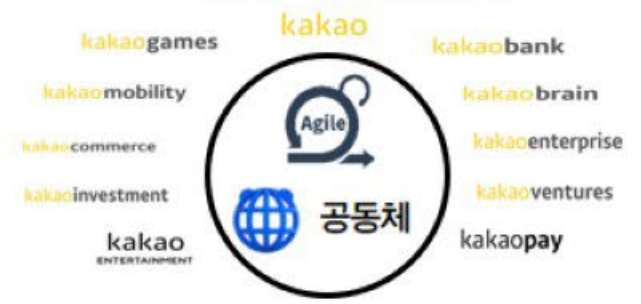 kakao
kakaogames
kakaobank
kakaomobility
kakaobrain
Agile
kakaocommerce
kakaoenterprise
kakaoinvestment
kakaoventures
공동체
kakao
ENTERTAINMENT
kakaopay